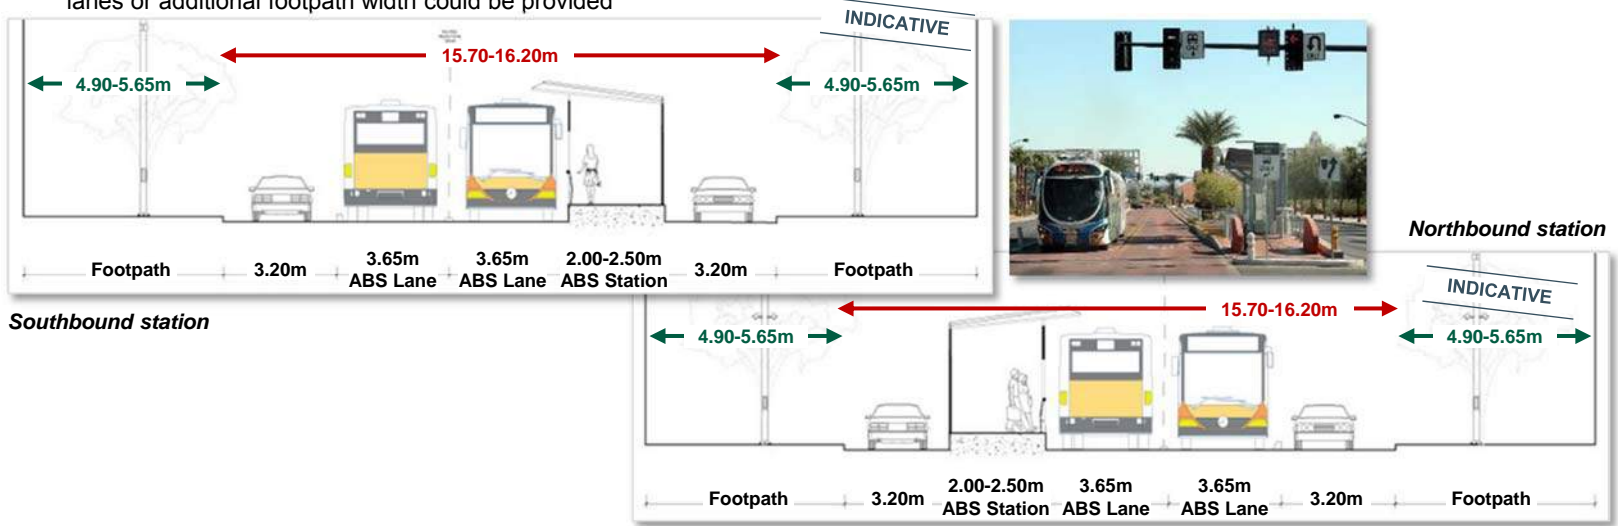 lanes or additional footpath width could be provided
INDICATIVE
15.70-16.20m
4.90-5.65m
4.90-5.65m
Footpath
3.20m
3.65m
ABS Lane
3.65m
ABS Lane
2.00-2.50m
ABS Station
3.20m
Footpath
Southbound station
Northbound station
INDICATIVE
15.70-16.20m
4.90-5.65m
4.90-5.65m
Footpath
3.20m
2.00-2.50m
ABS Station
3.65m
ABS Lane
3.65m
ABS Lane
3.20m
Footpath